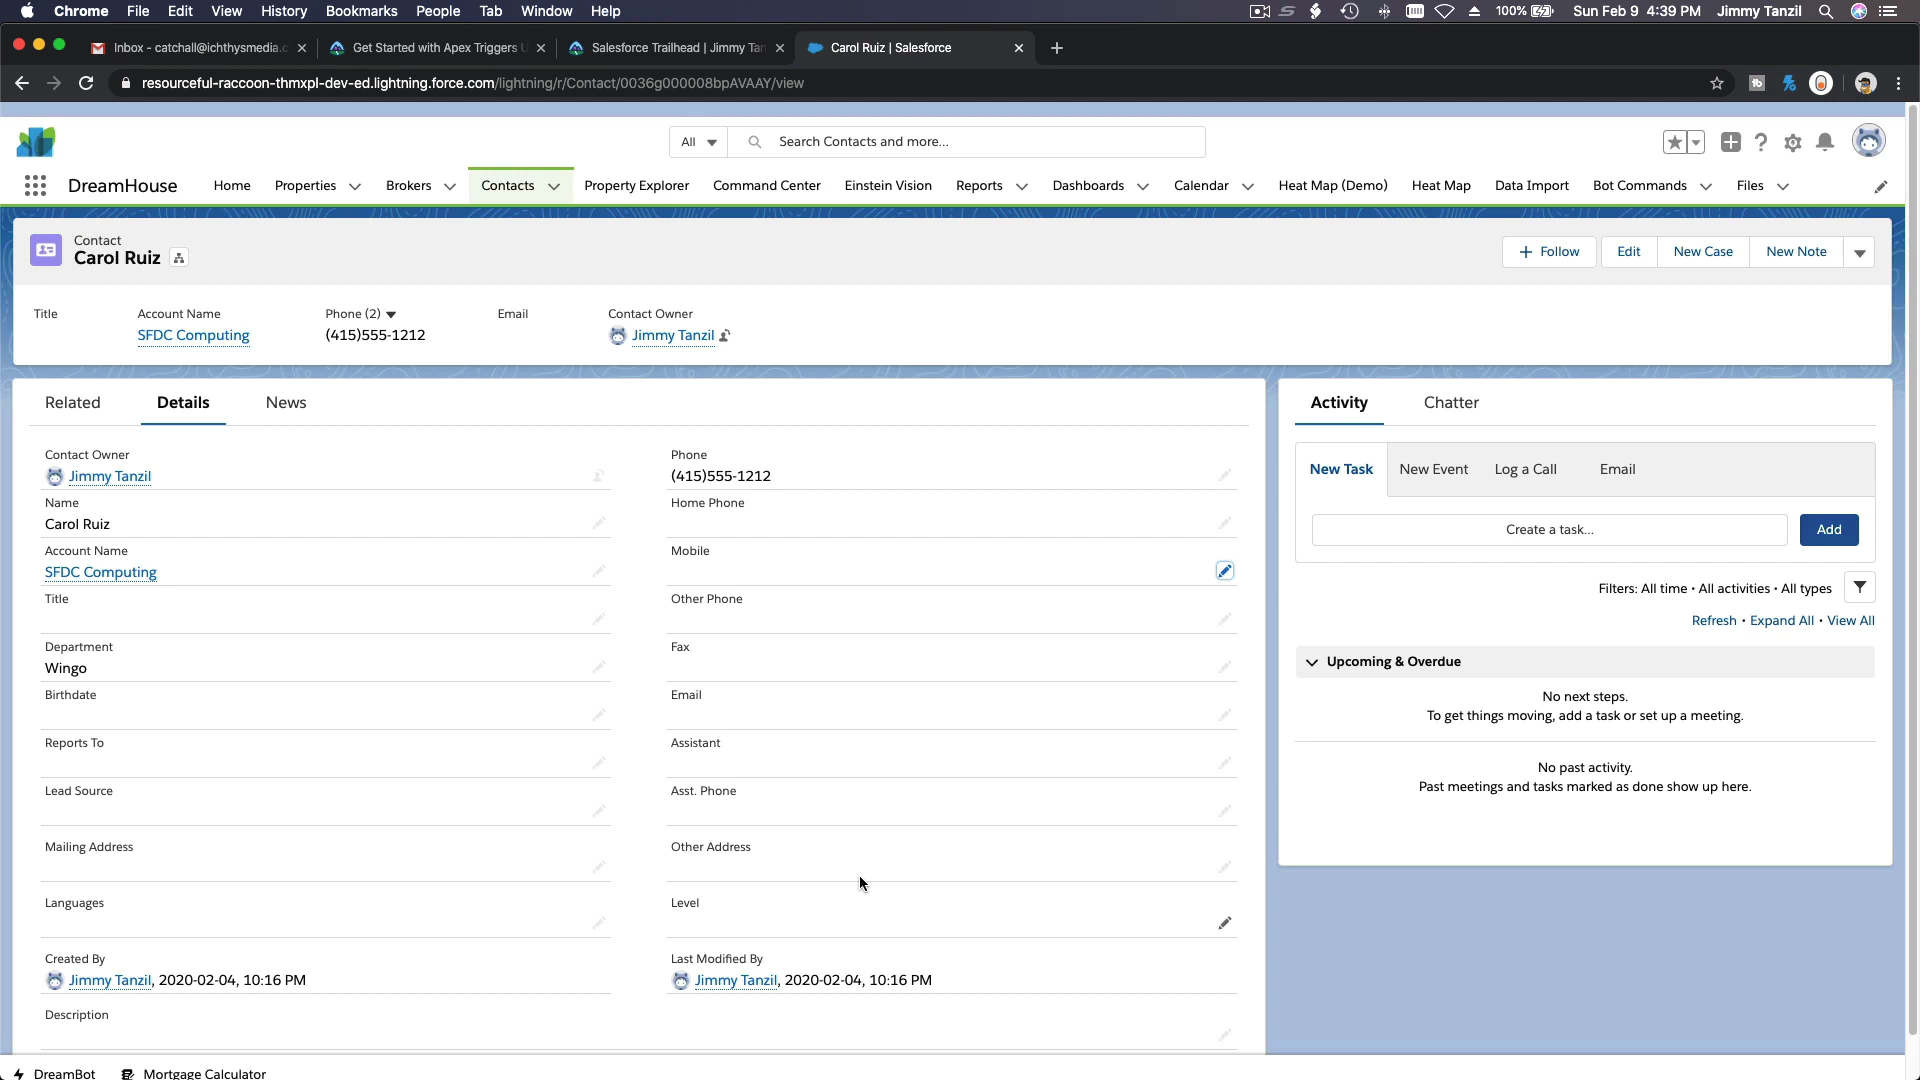 Chrome File Edit View History Bookmarks People Tab Window Help 100% Sun Feb 9 4:39 PM Jimmy Tanzil
Inbox - catchall@ichthysmedia.c Get Started with Apex Triggers U Salesforce Trailhead | Jimmy Tan Carol Ruiz | Salesforce
resourceful-raccoon-thmxpl-dev-ed.lightning.force.com/lightning/r/Contact/0036g000008bpAVAAY/view
All Search Contacts and more...
DreamHouse Home Properties Brokers Contacts Property Explorer Command Center Einstein Vision Reports Dashboards Calendar Heat Map (Demo) Heat Map Data Import Bot Commands Files
Contact
Carol Ruiz
+ Follow Edit New Case New Note
Title Account Name Phone (2) Email Contact Owner
SFDC Computing (415)555-1212 Jimmy Tanzil
Related Details News
Activity Chatter
Contact Owner
Jimmy Tanzil
Phone
(415)555-1212
Name
Carol Ruiz
Home Phone
Account Name
SFDC Computing
Mobile
Title
Other Phone
Department
Wingo
Fax
Birthdate
Email
Reports To
Assistant
Lead Source
Asst. Phone
Mailing Address
Other Address
Languages
Level
Created By
Jimmy Tanzil, 2020-02-04, 10:16 PM
Last Modified By
Jimmy Tanzil, 2020-02-04, 10:16 PM
Description
New Task New Event Log a Call Email
Create a task... Add
Filters: All time • All activities • All types
Refresh • Expand All • View All
Upcoming & Overdue
No next steps.
To get things moving, add a task or set up a meeting.
No past activity.
Past meetings and tasks marked as done show up here.
DreamBot Mortgage Calculator